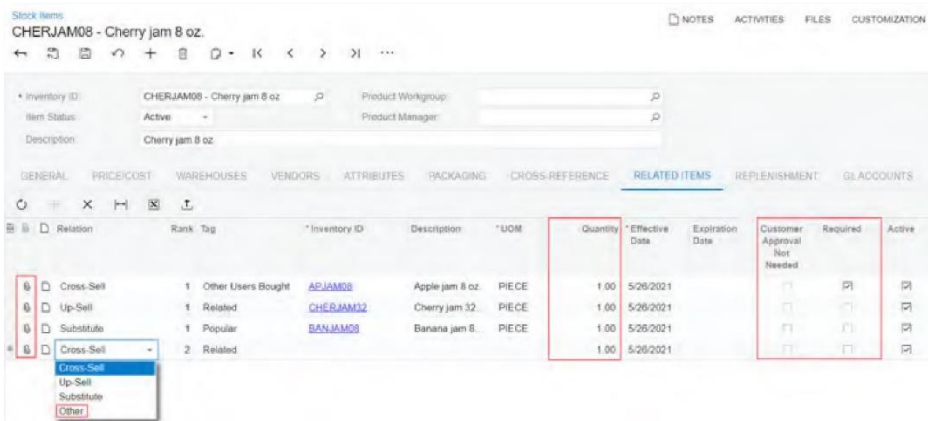 Stock Items
CHERJAM08 - Cherry jam 8 oz.
NOTES ACTIVITIES FILES CUSTOMIZATION
* Inventory ID: CHERJAM08 - Cherry jam 8 oz Product Workgroup:
Item Status: Active Product Manager:
Description: Cherry jam 8 oz
GENERAL PRICE/COST WAREHOUSES VENDORS ATTRIBUTES PACKAGING CROSS-REFERENCE RELATED ITEMS REPLENISHMENT GL ACCOUNTS
Relation Rank Tag * Inventory ID Description * UOM Quantity * Effective Date Expiration Date Customer Approval Not Needed Required Active
Cross-Sell 1 Other Users Bought APJAM08 Apple jam 8 oz. PIECE 1.00 5/26/2021
Up-Sell 1 Related CHERJAM32 Cherry jam 32... PIECE 1.00 5/26/2021
Substitute 1 Popular BANJAM08 Banana jam 8... PIECE 1.00 5/26/2021
Cross-Sell 2 Related 1.00 5/26/2021
Cross-Sell
Up-Sell
Substitute
Other